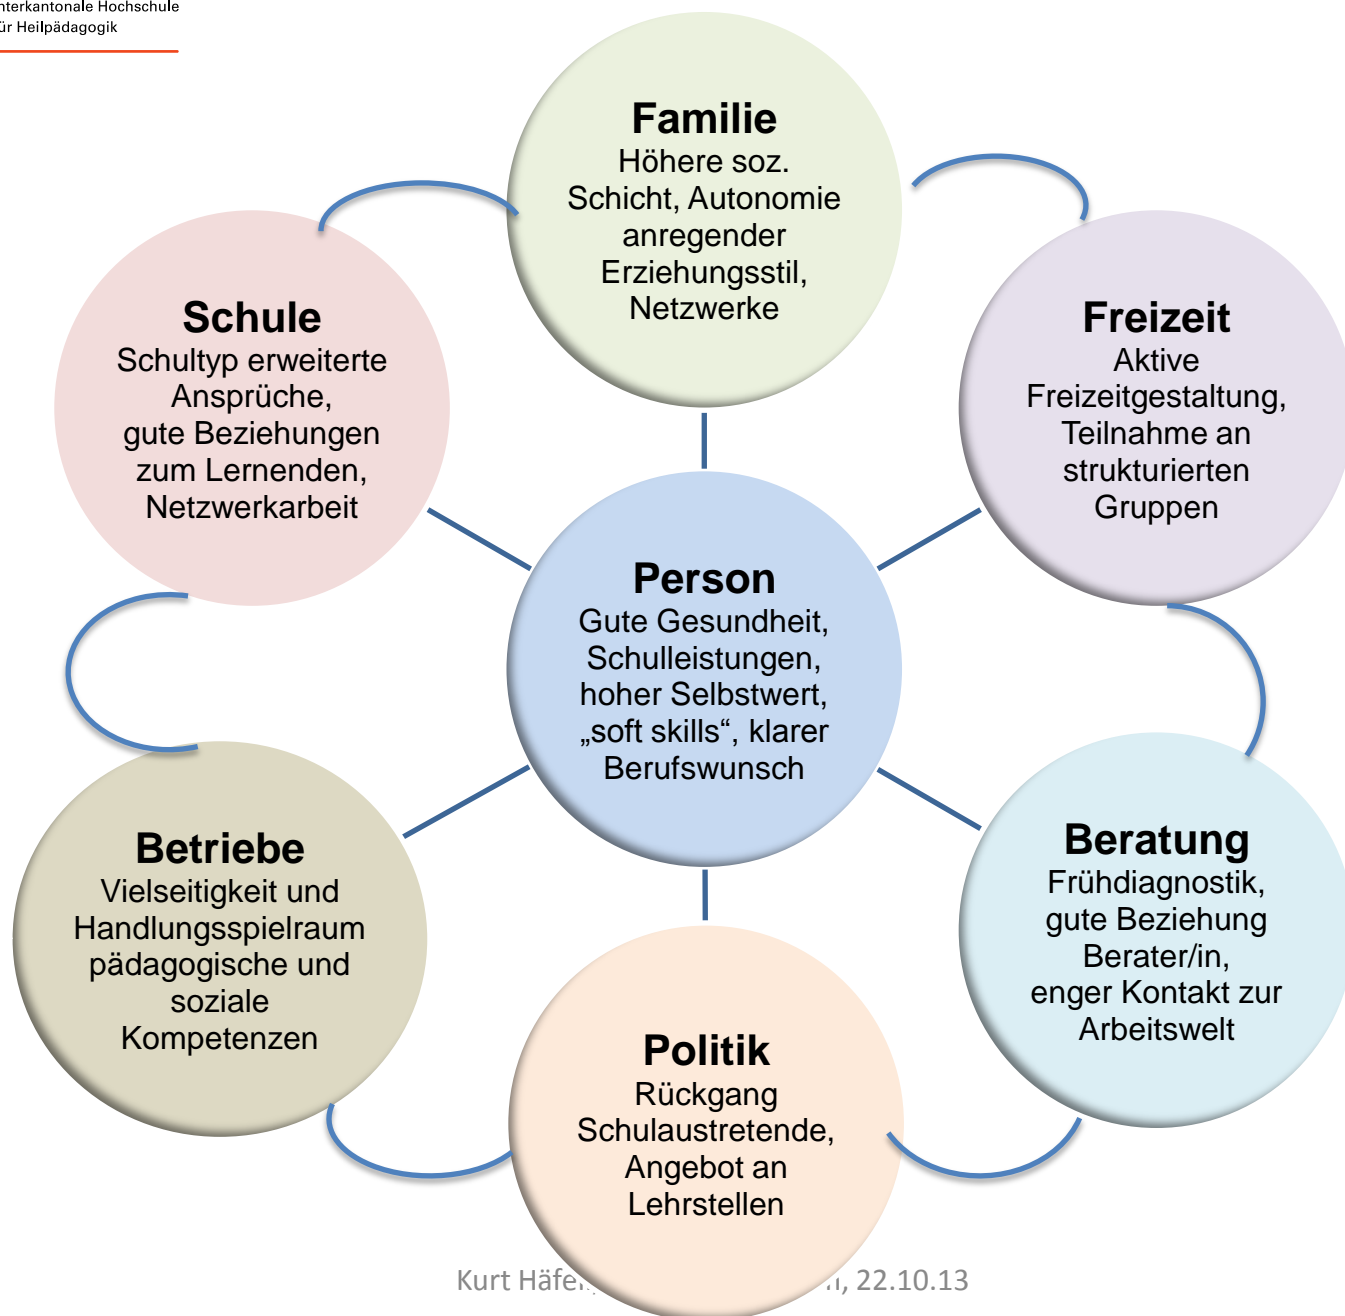 nterkantonale Hochschule
ür Heilpädagogik
Familie
Höhere soz.
Schicht, Autonomie
anregender
Erziehungsstil,
Netzwerke
Schule
Schultyp erweiterte
Ansprüche,
gute Beziehungen
zum Lernenden,
Netzwerkarbeit
Freizeit
Aktive
Freizeitgestaltung,
Teilnahme an
strukturierten
Gruppen
Person
Gute Gesundheit,
Schulleistungen,
hoher Selbstwert,
„soft skills“, klarer
Berufswunsch
Betriebe
Vielseitigkeit und
Handlungsspielraum
pädagogische und
soziale
Kompetenzen
Beratung
Frühdiagnostik,
gute Beziehung
Berater/in,
enger Kontakt zur
Arbeitswelt
Politik
Rückgang
Schulaustretende,
Angebot an
Lehrstellen
Kurt 22.10.13